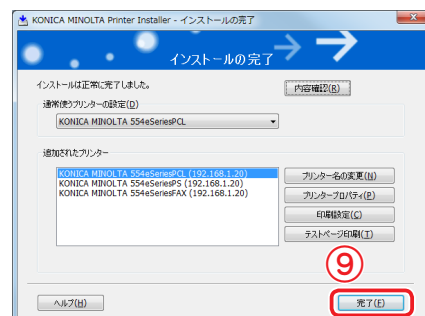 KONICA MINOLTA Printer Installer - インストールの完了
インストールの完了
インストールは正常に完了しました。
内容確認(R)
通常使うプリンターの設定(D)
KONICA MINOLTA 554eSeriesPCL
追加されたプリンター
KONICA MINOLTA 554eSeriesPCL (192.168.1.20)
KONICA MINOLTA 554eSeriesPS (192.168.1.20)
KONICA MINOLTA 554eSeriesFAX (192.168.1.20)
プリンター名の変更(N)
プリンタープロパティ(P)
印刷設定(C)
テストページ印刷(T)
⑨
ヘルプ(H)
完了(F)